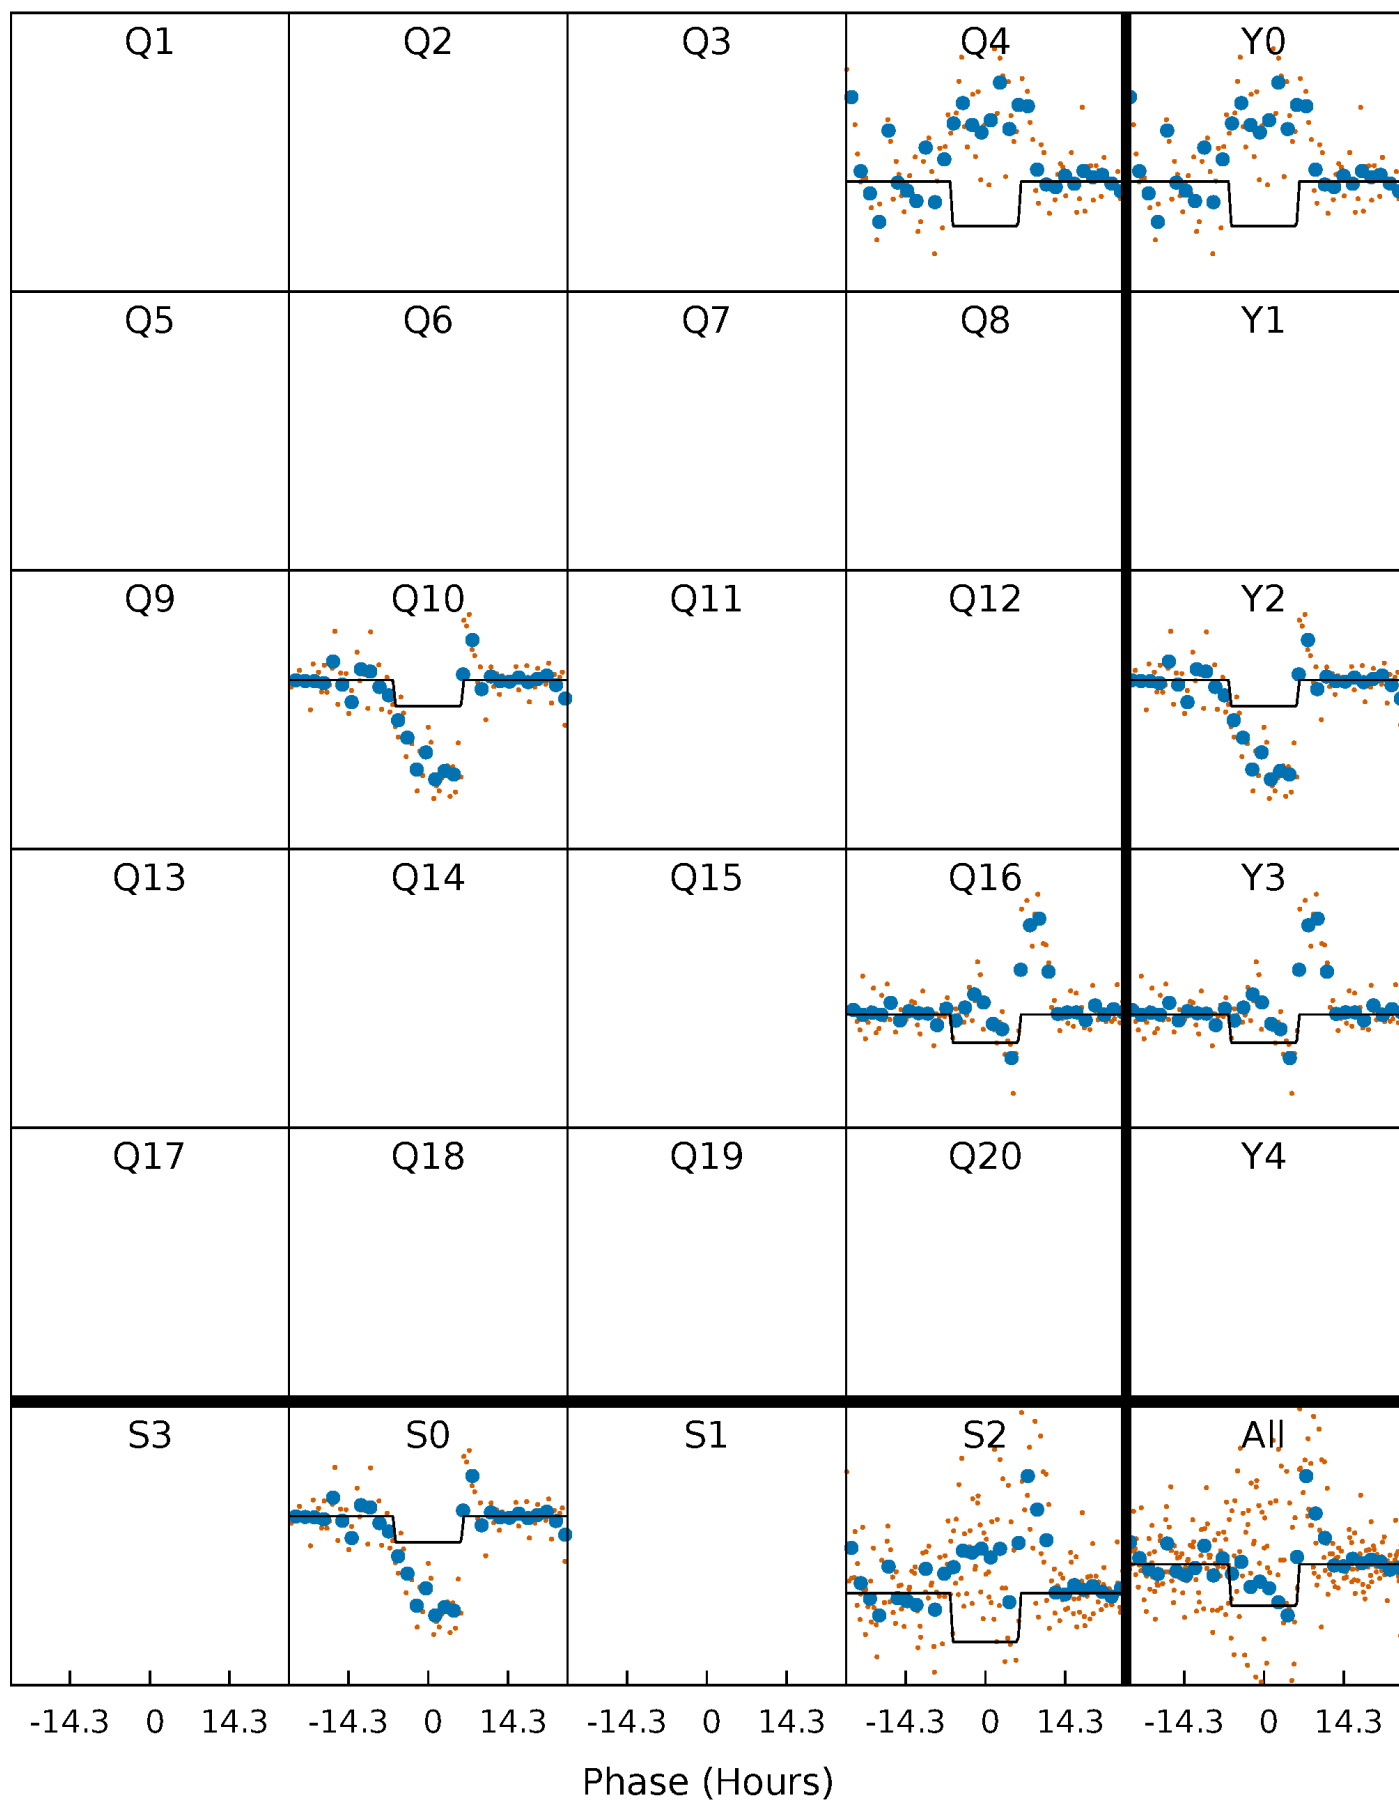 Q1 Q2 Q3 Q4 Y0
Q5 Q6 Q7 Q8 Y1
Q9 Q10 Q11 Q12 Y2
Q13 Q14 Q15 Q16 Y3
Q17 Q18 Q19 Q20 Y4
S3 S0 S1 S2 All
-14.3 0 14.3 -14.3 0 14.3 -14.3 0 14.3 -14.3 0 14.3 -14.3 0 14.3
Phase (Hours)